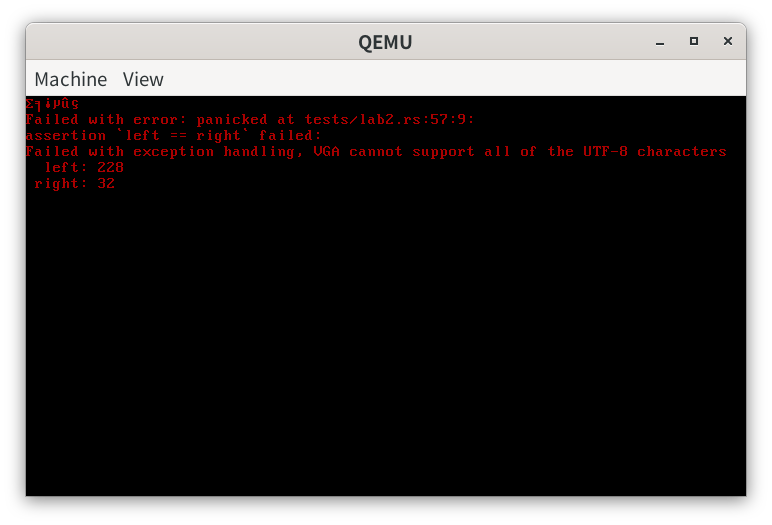 Σ╕¡µûç
QEMU
Machine View
Failed with error: panicked at tests/lab2.rs:57:9:
assertion `left == right` failed:
Failed with exception handling, VGA cannot support all of the UTF-8 characters
left: 228
right: 32